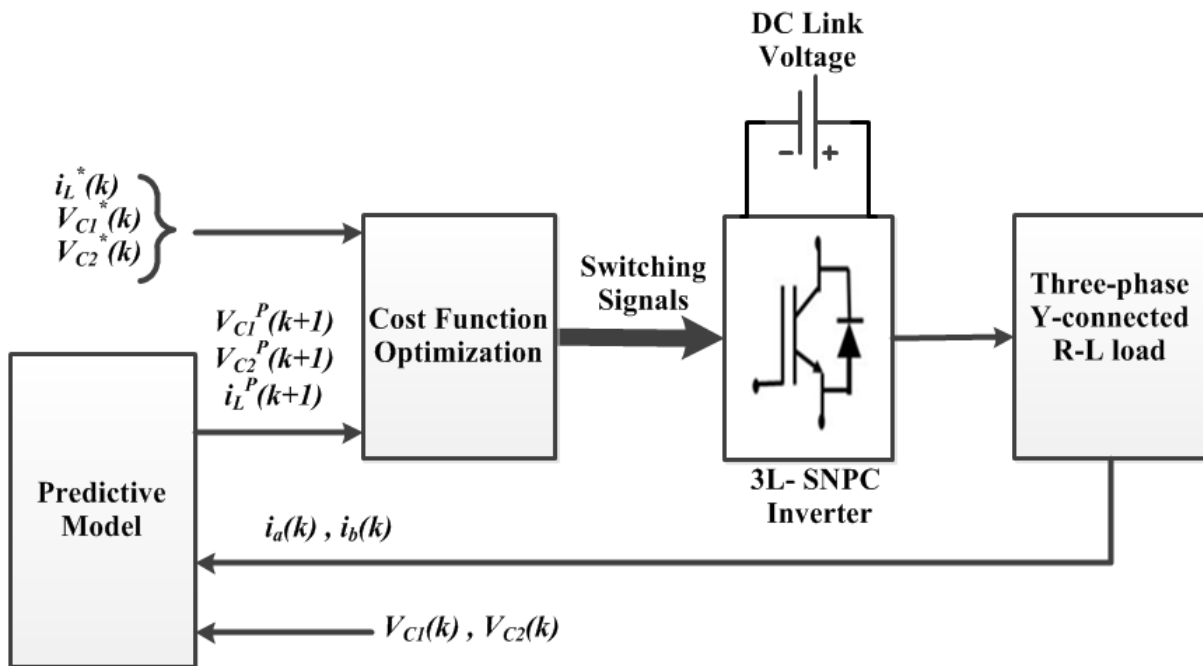 DC Link
Voltage
− +
i_L^*(k)
V_C1^*(k)
V_C2^*(k)
V_C1^P(k+1)
V_C2^P(k+1)
i_L^P(k+1)
Cost Function
Optimization
Switching
Signals
3L- SNPC
Inverter
Three-phase
Y-connected
R-L load
Predictive
Model
i_a(k) , i_b(k)
V_C1(k) , V_C2(k)